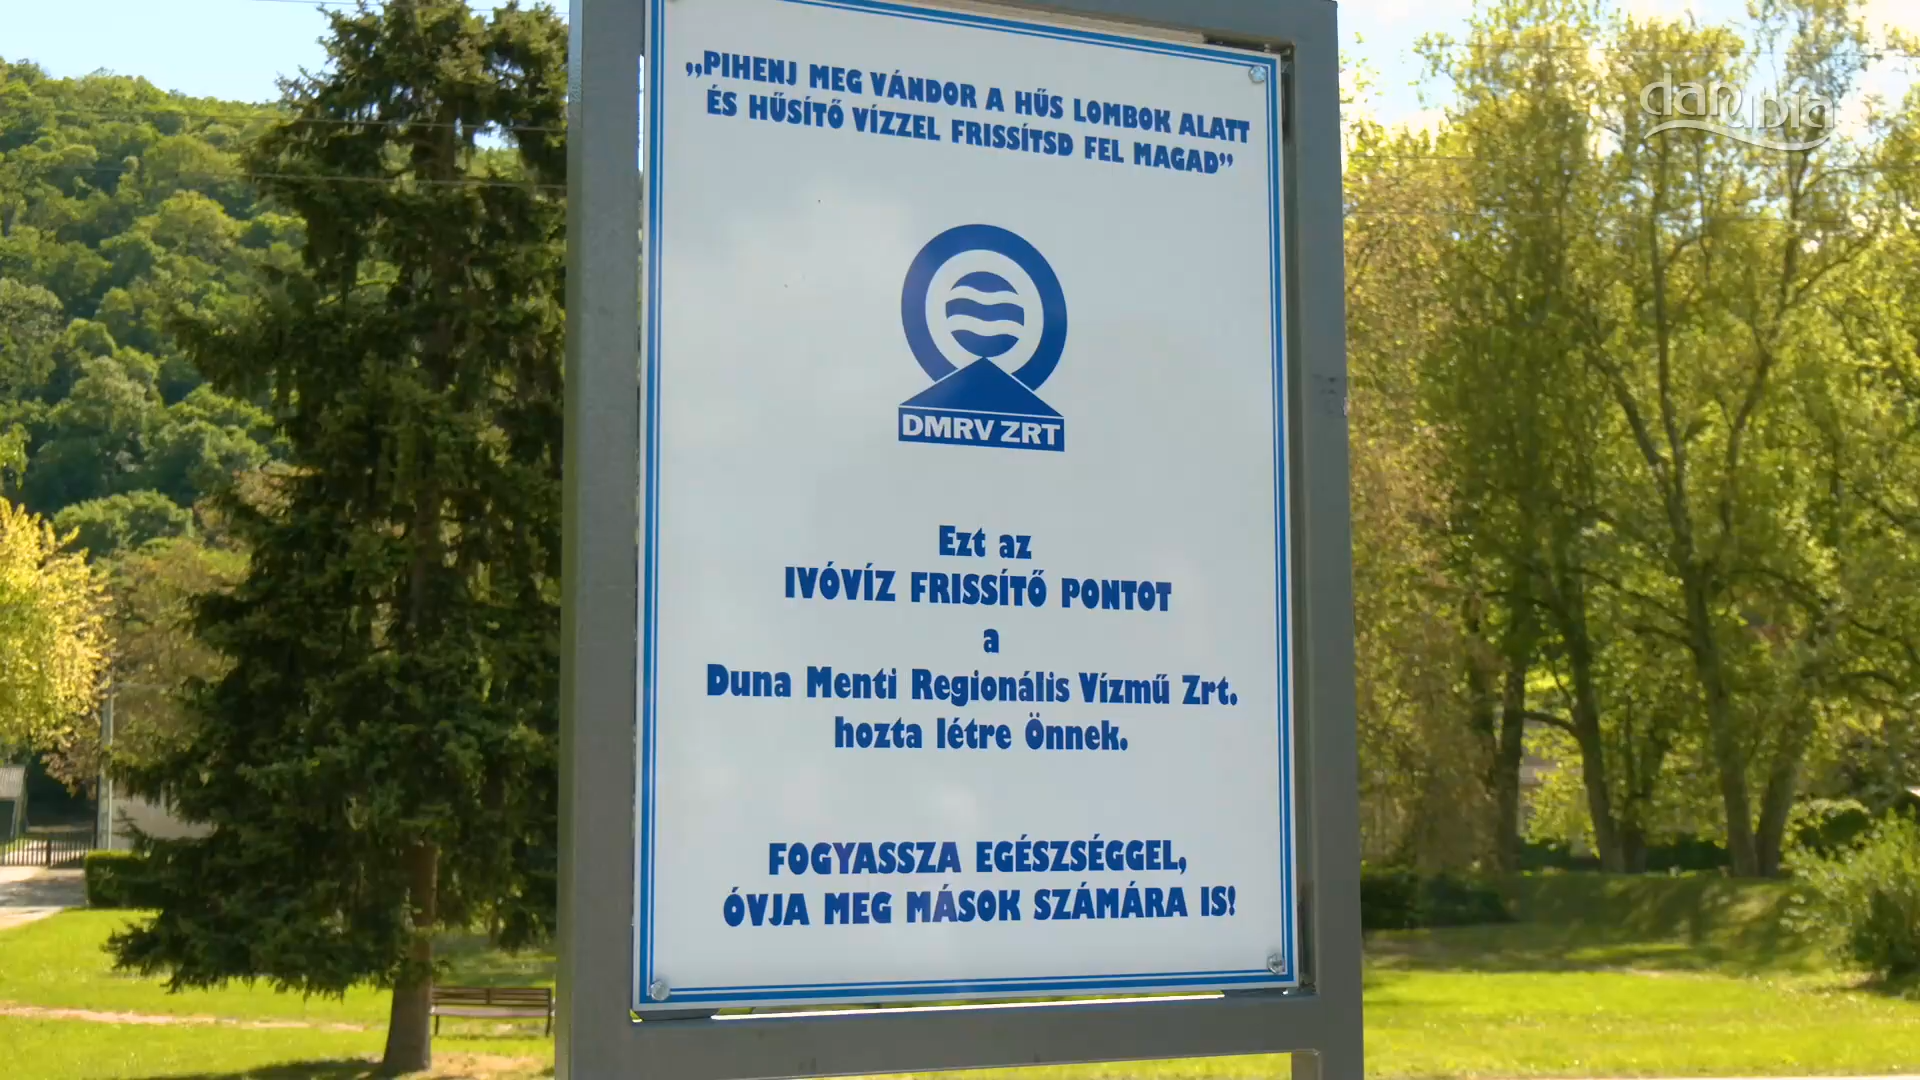 „PIHENJ MEG VÁNDOR A HŰS LOMBOK ALATT
ÉS HŰSÍTŐ VÍZZEL FRISSÍTSD FEL MAGAD”
DMRV ZRT
Ezt az
IVÓVÍZ FRISSÍTŐ PONTOT
a
Duna Menti Regionális Vízmű Zrt.
hozta létre Önnek.
FOGYASSZA EGÉSZSÉGGEL,
ÓVJA MEG MÁSOK SZÁMÁRA IS!
danubia